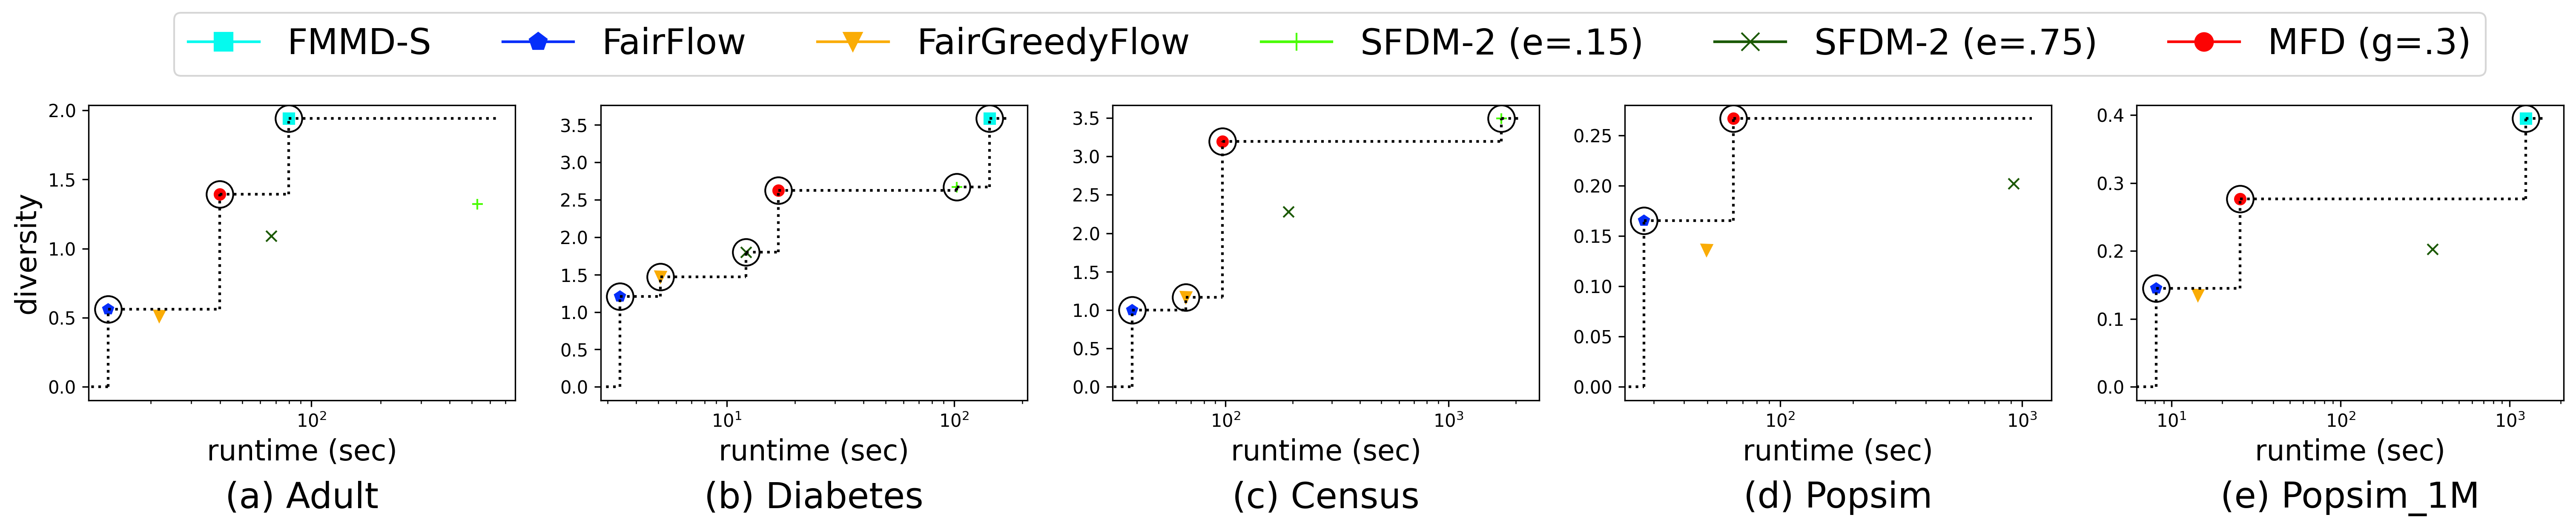 FMMD-S FairFlow FairGreedyFlow SFDM-2 (e=.15) SFDM-2 (e=.75) MFD (g=.3)
diversity
2.0
1.5
1.0
0.5
0.0
10²
runtime (sec)
(a) Adult
3.5
3.0
2.5
2.0
1.5
1.0
0.5
0.0
10¹ 10²
runtime (sec)
(b) Diabetes
3.5
3.0
2.5
2.0
1.5
1.0
0.5
0.0
10² 10³
runtime (sec)
(c) Census
0.25
0.20
0.15
0.10
0.05
0.00
10² 10³
runtime (sec)
(d) Popsim
0.4
0.3
0.2
0.1
0.0
10¹ 10² 10³
runtime (sec)
(e) Popsim_1M